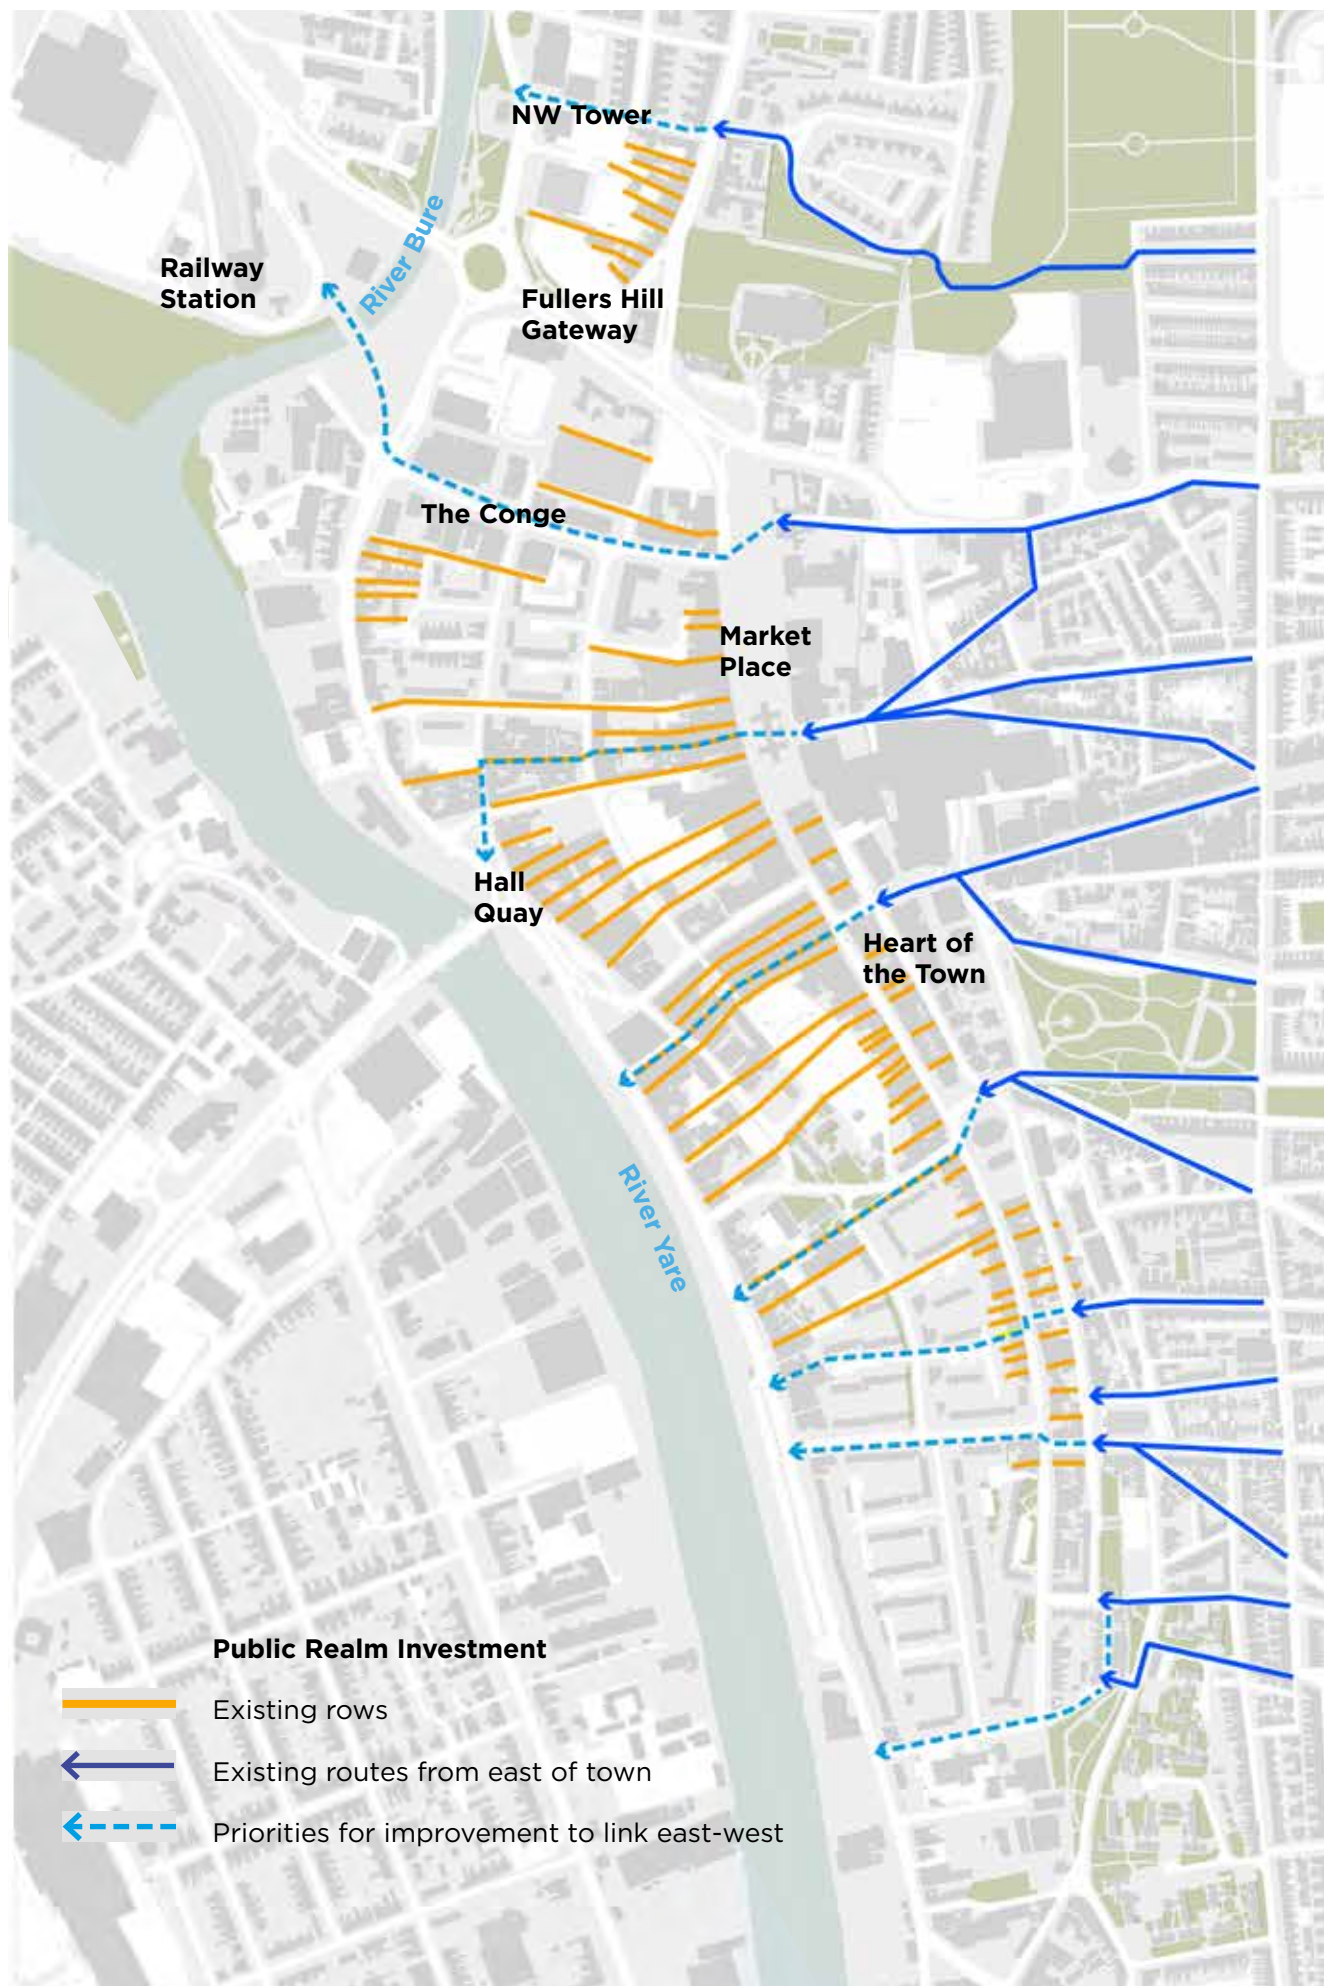 NW Tower
River Bure
Railway
Station
Fullers Hill
Gateway
The Conge
Market
Place
Hall
Quay
Heart of
the Town
River Yare
Public Realm Investment
Existing rows
Existing routes from east of town
Priorities for improvement to link east-west